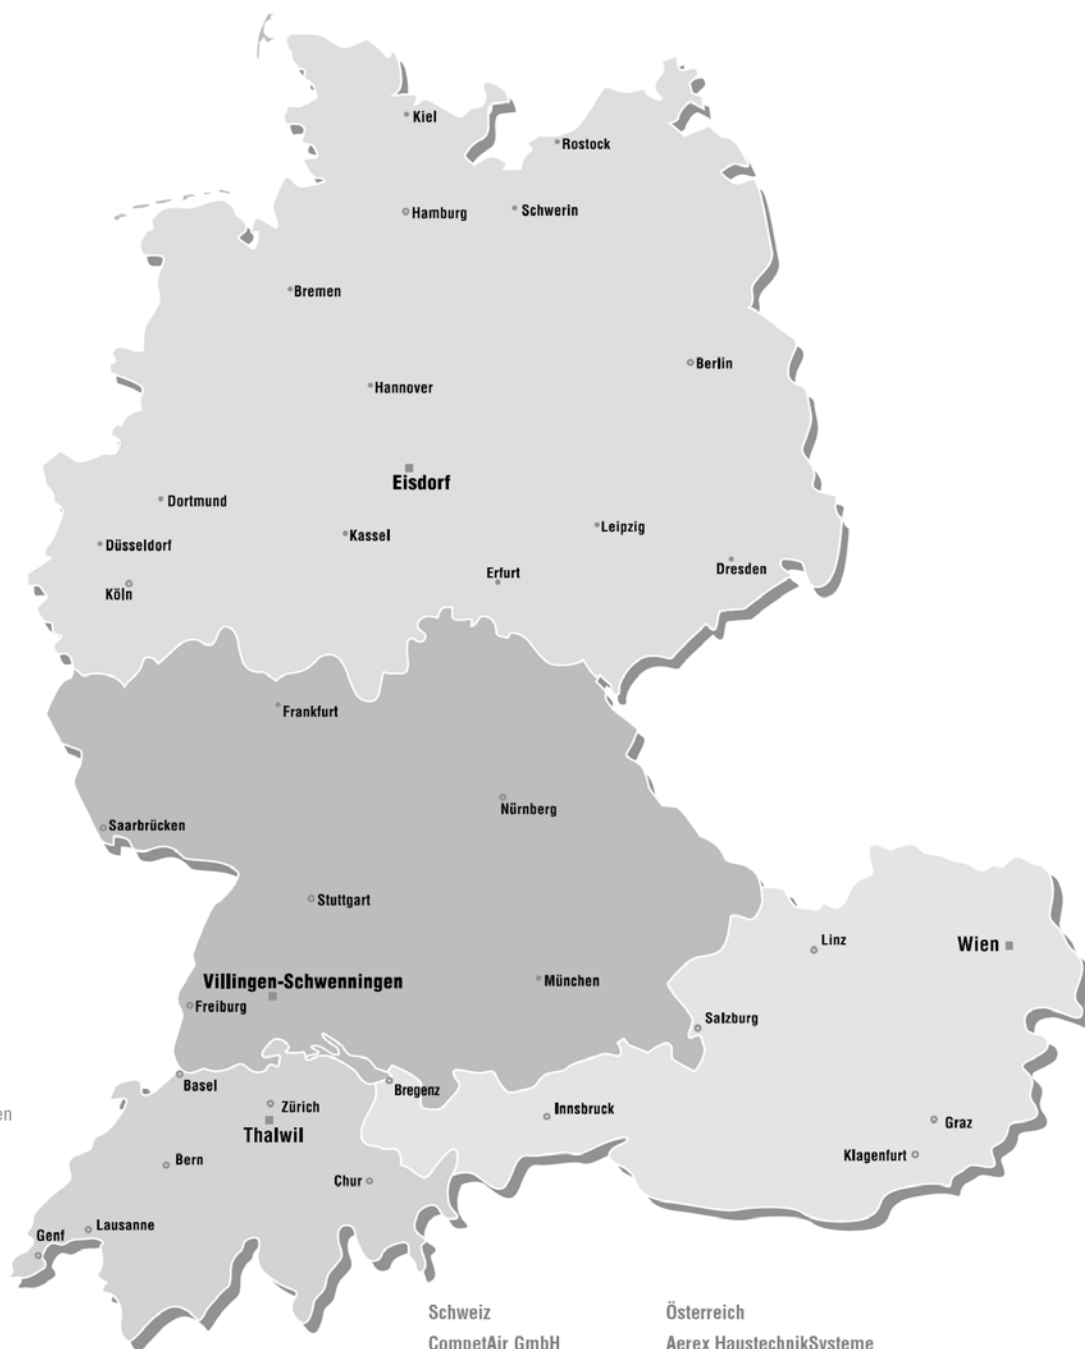 Kiel
Rostock
Hamburg
Schwerin
Bremen
Berlin
Hannover
Eisdorf
Dortmund
Leipzig
Kassel
Düsseldorf
Erfurt
Dresden
Köln
Frankfurt
Nürnberg
Saarbrücken
Stuttgart
Linz
Wien
Villingen-Schwenningen
München
Freiburg
Salzburg
Basel
Bregenz
Zürich
Innsbruck
en
Graz
Thalwil
Bern
Klagenfurt
Chur
Lausanne
Genf
Schweiz
Österreich
CompetAir GmbH
Aerex HaustechnikSysteme